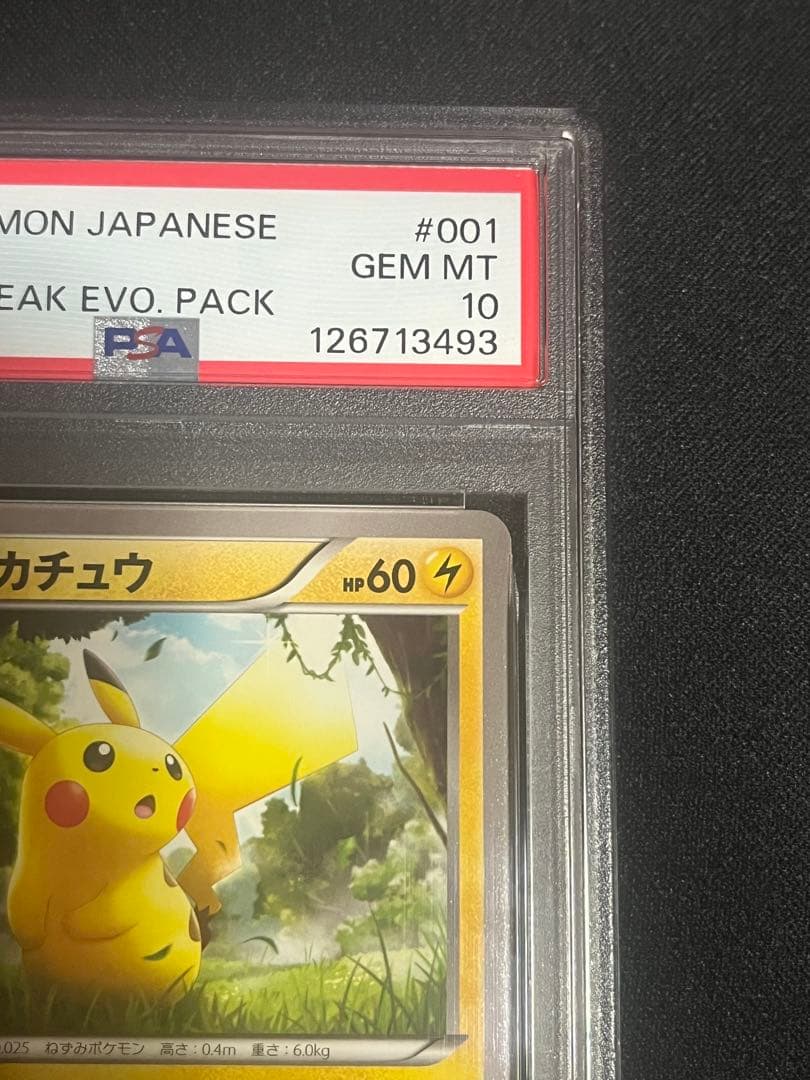 MON JAPANESE #001
GEM MT
EAK EVO. PACK 10
PSA 126713493
カチュウ HP60
.025 ねずみポケモン 高さ:0.4m 重さ:6.0kg